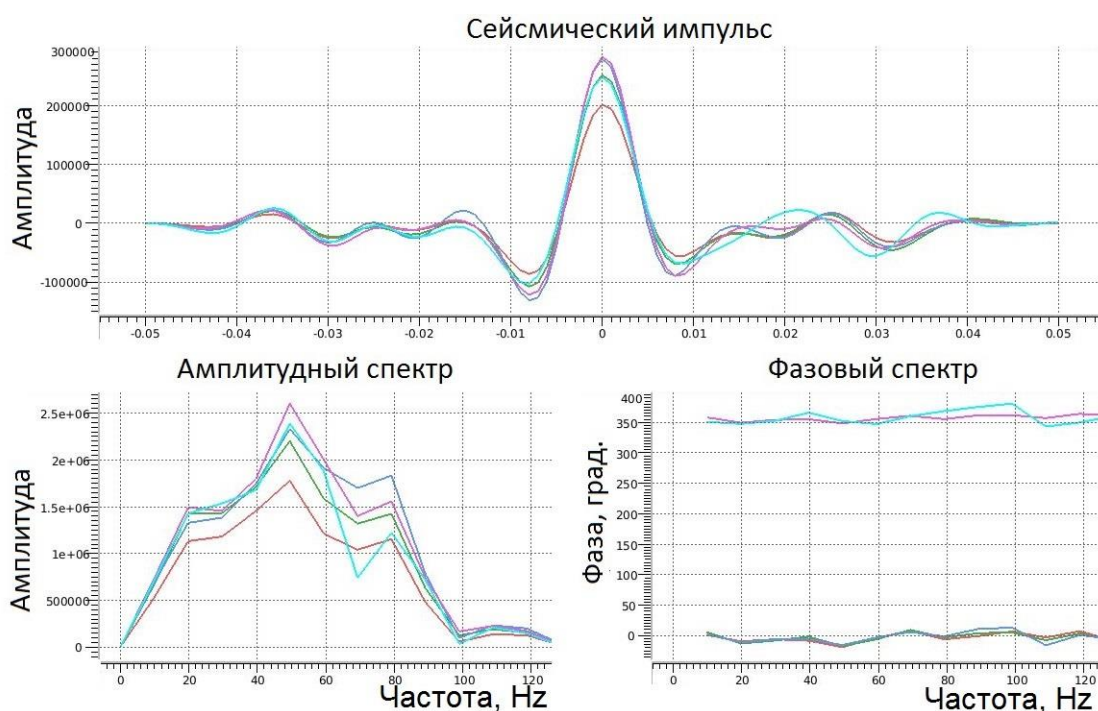 Сейсмический импульс
Амплитуда
300000
200000
100000
0
-100000
-0.05 -0.04 -0.03 -0.02 -0.01 0 0.01 0.02 0.03 0.04 0.05
Амплитудный спектр
Амплитуда
2.5e+06
2e+06
1.5e+06
1e+06
500000
0
0 20 40 60 80 100 120
Частота, Hz
Фазовый спектр
Фаза, град.
400
350
300
250
200
150
100
50
0
0 20 40 60 80 100 120
Частота, Hz